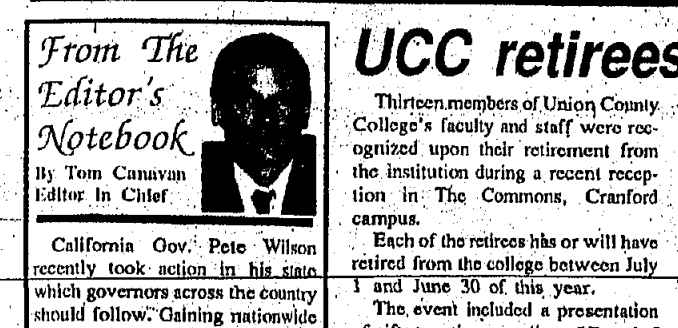 From The
Editor's
Notebook
By Tom Canavan
Editor In Chief
California Gov. Pete Wilson
recently took action in his state
which governors across the country
should follow. Gaining nationwide
UCC retirees
Thirteen members of Union County
College's faculty and staff were rec-
ognized upon their retirement from
the institution during a recent recep-
tion in The Commons, Cranford
campus.
Each of the retirees has or will have
retired from the college between July
1 and June 30 of this year.
The event included a presentation